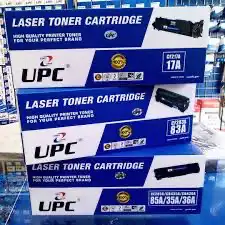 LASER TONER CARTRIDGE
HIGH QUALITY PRINTER TONER
FOR YOUR PERFECT BRAND
UPC
CF217A
17A
LASER TONER CARTRIDGE
HIGH QUALITY PRINTER TONER
FOR YOUR PERFECT BRAND
UPC
83A
LASER TONER CARTRIDGE
HIGH QUALITY PRINTER TONER
FOR YOUR PERFECT BRAND
UPC
85A/35A/36A